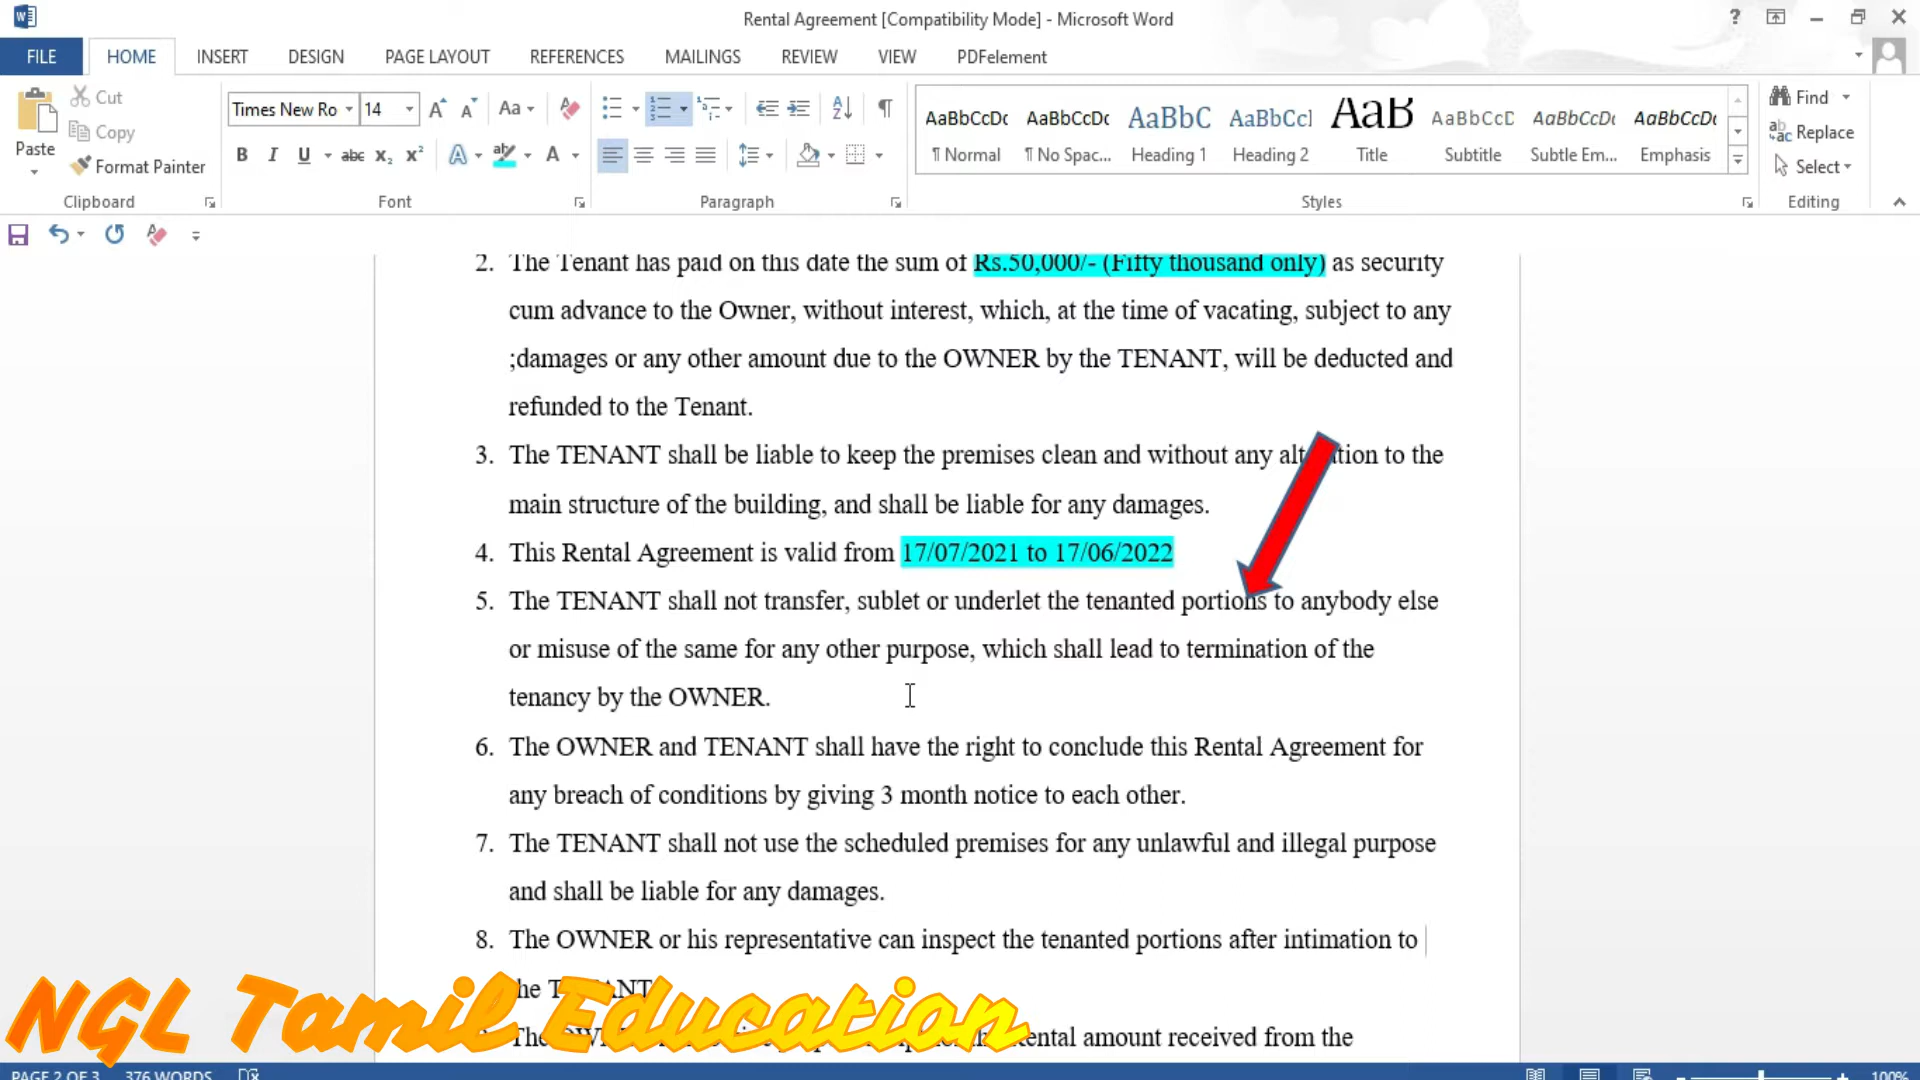 Rental Agreement [Compatibility Mode] - Microsoft Word
?
FILE HOME INSERT DESIGN PAGE LAYOUT REFERENCES MAILINGS REVIEW VIEW PDFelement
Paste
Cut
Copy
Format Painter
Clipboard
Times New Ro 14
Aa
B I U abc X₂ X² A A
Font
Paragraph
AaBbCcDc AaBbCcDc AaBbC AaBbCcI AaB AaBbCcD AaBbCcDt AaBbCcDt
¶ Normal ¶ No Spac... Heading 1 Heading 2 Title Subtitle Subtle Em... Emphasis
Styles
Find
Replace
Select
Editing
2. The Tenant has paid on this date the sum of Rs.50,000/- (Fifty thousand only) as security
cum advance to the Owner, without interest, which, at the time of vacating, subject to any
;damages or any other amount due to the OWNER by the TENANT, will be deducted and
refunded to the Tenant.
3. The TENANT shall be liable to keep the premises clean and without any to the
main structure of the building, and shall be liable for any damages.
4. This Rental Agreement is valid from 17/07/2021 to 17/06/2022
5. The TENANT shall not transfer, sublet or underlet the tenanted portions to anybody else
or misuse of the same for any other purpose, which shall lead to termination of the
tenancy by the OWNER.
6. The OWNER and TENANT shall have the right to conclude this Rental Agreement for
any breach of conditions by giving 3 month notice to each other.
7. The TENANT shall not use the scheduled premises for any unlawful and illegal purpose
and shall be liable for any damages.
8. The OWNER or his representative can inspect the tenanted portions after intimation to
the TENANT
The Rental amount received from the
NGL Tamil Education
PAGE 2 OF 3 376 WORDS 100%